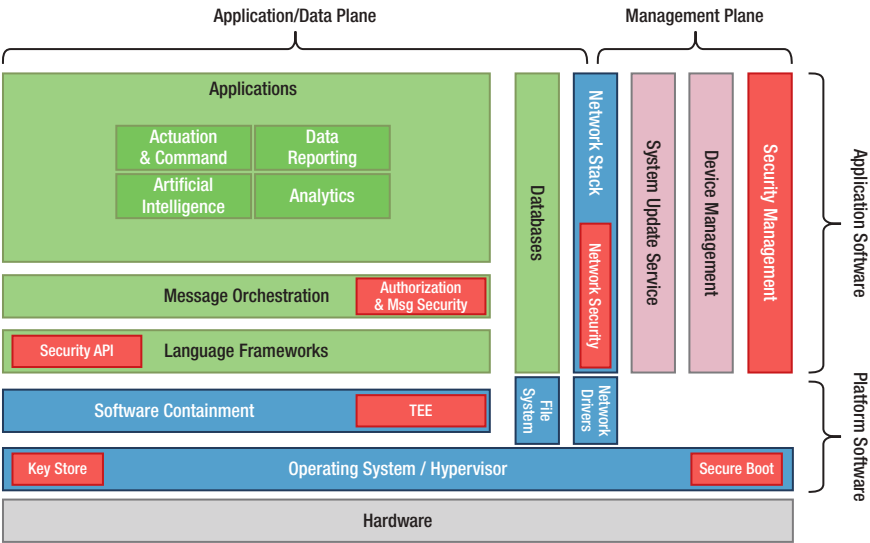 Application/Data Plane
Management Plane
Applications
Actuation
& Command
Data
Reporting
Artificial
Intelligence
Analytics
Message Orchestration
Authorization
& Msg Security
Security API
Language Frameworks
Databases
Network Stack
Network Security
System Update Service
Device Management
Security Management
Application Software
Software Containment
TEE
File
System
Network
Drivers
Platform Software
Key Store
Operating System / Hypervisor
Secure Boot
Hardware